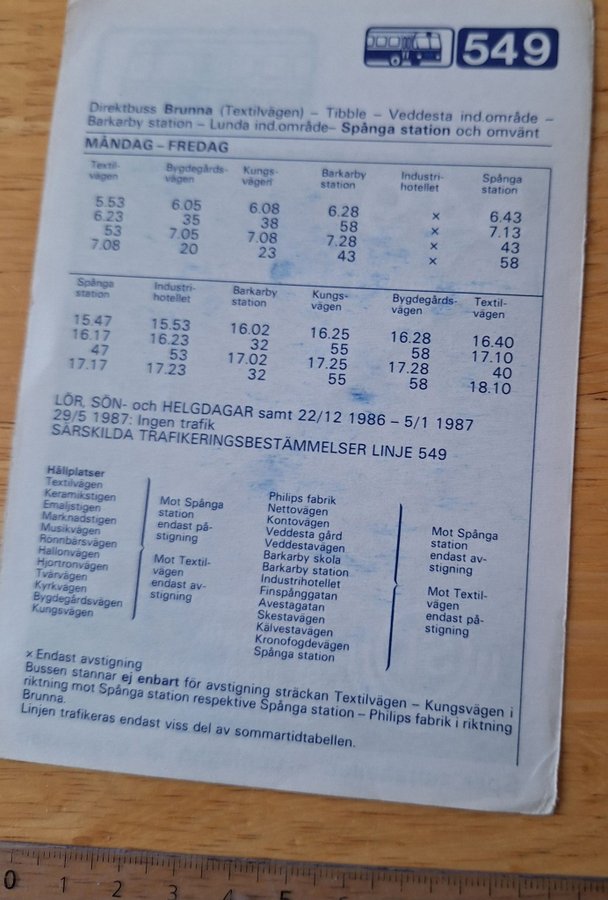 549
Direktbuss Brunna (Textilvägen) – Tibble – Veddesta ind.område –
Barkarby station – Lunda ind.område– Spånga station och omvänt
MÅNDAG – FREDAG
Textil- vägen Bygdegårds- vägen Kungs- vägen Barkarby station Industri- hotellet Spånga station
5.53 6.05 6.08 6.28 × 6.43
6.23 35 38 58 × 7.13
53 7.05 7.08 7.28 × 43
7.08 20 23 43 × 58
Spånga station Industri- hotellet Barkarby station Kungs- vägen Bygdegårds- vägen Textil- vägen
15.47 15.53 16.02 16.25 16.28 16.40
16.17 16.23 32 55 58 17.10
47 53 17.02 17.25 17.28 40
17.17 17.23 32 55 58 18.10
LÖR, SÖN- och HELGDAGAR samt 22/12 1986 – 5/1 1987
29/5 1987: Ingen trafik
SÄRSKILDA TRAFIKERINGSBESTÄMMELSER LINJE 549
Hållplatser
Textilvägen
Keramikstigen
Emaljstigen
Marknadstigen
Musikvägen
Rönnbärsvägen
Hallonvägen
Hjortronvägen
Tvärvägen
Kyrkvägen
Bygdegårdsvägen
Kungsvägen
Mot Spånga
station
endast på-
stigning
Mot Textil-
vägen
endast av-
stigning
Philips fabrik
Nettovägen
Kontovägen
Veddesta gård
Veddestavägen
Barkarby skola
Barkarby station
Industrihotellet
Finspånggatan
Avestagatan
Skestavägen
Kälvestavägen
Kronofogdevägen
Spånga station
Mot Spånga
station
endast av-
stigning
Mot Textil-
vägen
endast på-
stigning
× Endast avstigning
Bussen stannar ej enbart för avstigning sträckan Textilvägen – Kungsvägen i
riktning mot Spånga station respektive Spånga station – Philips fabrik i riktning
Brunna.
Linjen trafikeras endast viss del av sommartidtabellen.
0 1 2 3 4 5